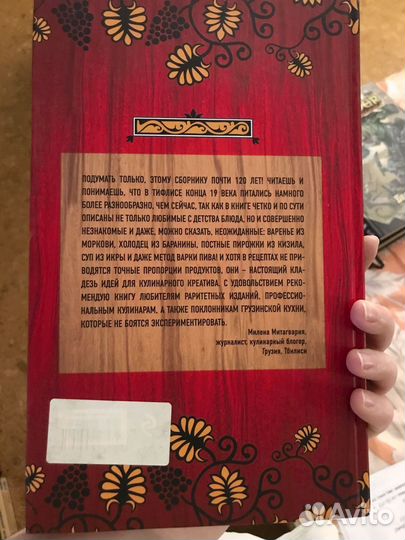 ПОДУМАТЬ ТОЛЬКО, ЭТОМУ СБОРНИКУ ПОЧТИ 120 ЛЕТ! ЧИТАЕШЬ И
ПОНИМАЕШЬ, ЧТО В ТИФЛИСЕ КОНЦА 19 ВЕКА ПИТАЛИСЬ НАМНОГО
БОЛЕЕ РАЗНООБРАЗНО, ЧЕМ СЕЙЧАС, ТАК КАК В КНИГЕ ЧЕТКО И ПО СУТИ
ОПИСАНЫ НЕ ТОЛЬКО ЛЮБИМЫЕ С ДЕТСТВА БЛЮДА, НО И СОВЕРШЕННО
НЕЗНАКОМЫЕ И ДАЖЕ, МОЖНО СКАЗАТЬ, НЕОЖИДАННЫЕ: ВАРЕНЬЕ ИЗ
МОРКОВИ, ХОЛОДЕЦ ИЗ БАРАНИНЫ, ПОСТНЫЕ ПИРОЖКИ ИЗ КИЗИЛА,
СУП ИЗ ИКРЫ И ДАЖЕ МЕТОД ВАРКИ ПИВА! И ХОТЯ В РЕЦЕПТАХ НЕ ПРИ-
ВОДЯТСЯ ТОЧНЫЕ ПРОПОРЦИИ ПРОДУКТОВ, ОНИ – НАСТОЯЩИЙ КЛА-
ДЕЗЬ ИДЕЙ ДЛЯ КУЛИНАРНОГО КРЕАТИВА. С УДОВОЛЬСТВИЕМ РЕКО-
МЕНДУЮ КНИГУ ЛЮБИТЕЛЯМ РАРИТЕТНЫХ ИЗДАНИЙ, ПРОФЕССИО-
НАЛЬНЫМ КУЛИНАРАМ, А ТАКЖЕ ПОКЛОННИКАМ ГРУЗИНСКОЙ КУХНИ,
КОТОРЫЕ НЕ БОЯТСЯ ЭКСПЕРИМЕНТИРОВАТЬ.
Милена Митагвария,
журналист, кулинарный блогер,
Грузия, Тбилиси
Avito